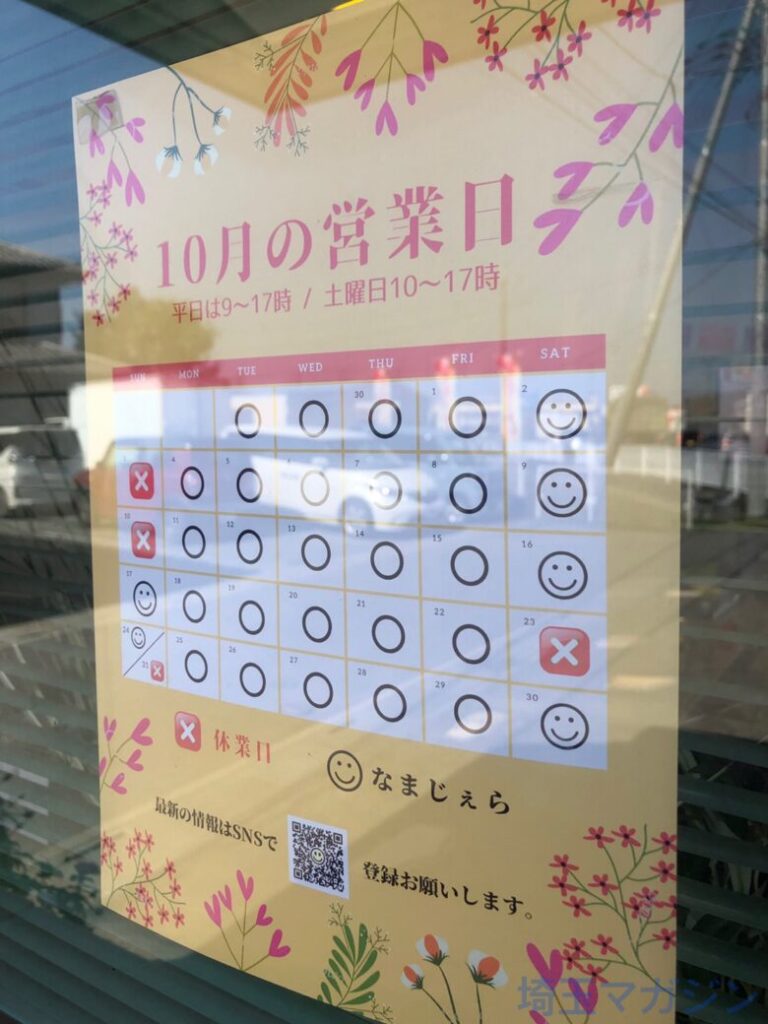 10月の営業日
平日は9〜17時 / 土曜日10〜17時
SUN MON TUE WED THU FRI SAT
30 1 2
3 4 5 6 7 8 9
10 11 12 13 14 15 16
17 18 19 20 21 22 23
24 31 25 26 27 28 29 30
休業日
なまじぇら
最新の情報はSNSで
登録お願いします。
埼玉マガジン